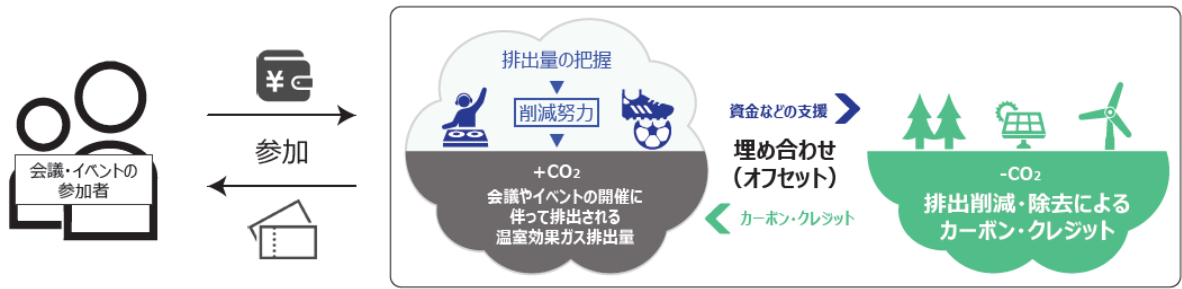 会議・イベントの
参加者
¥
参加
排出量の把握
削減努力
+CO₂
会議やイベントの開催に
伴って排出される
温室効果ガス排出量
資金などの支援
埋め合わせ
（オフセット）
カーボン・クレジット
-CO₂
排出削減・除去による
カーボン・クレジット